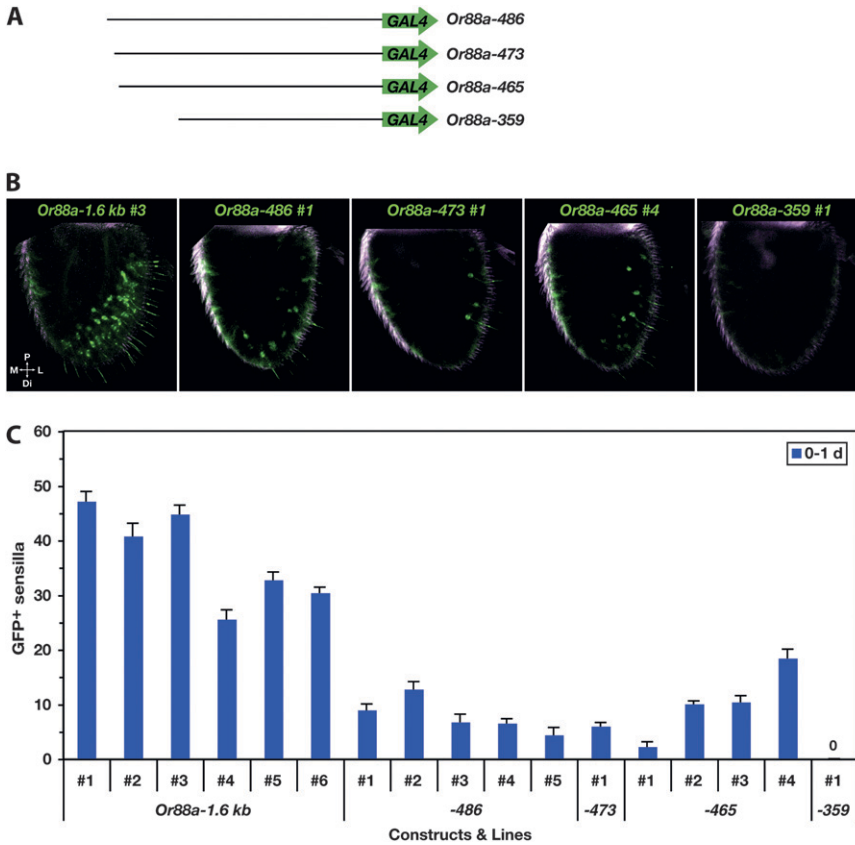 A
GAL4 Or88a-486
GAL4 Or88a-473
GAL4 Or88a-465
GAL4 Or88a-359
B
Or88a-1.6 kb #3 Or88a-486 #1 Or88a-473 #1 Or88a-465 #4 Or88a-359 #1
P
M L
Di
C
60
50
40
30
20
10
0
GFP+ sensilla
0-1 d
0
#1 #2 #3 #4 #5 #6 #1 #2 #3 #4 #5 #1 #1 #2 #3 #4 #1
Or88a-1.6 kb -486 -473 -465 -359
Constructs & Lines